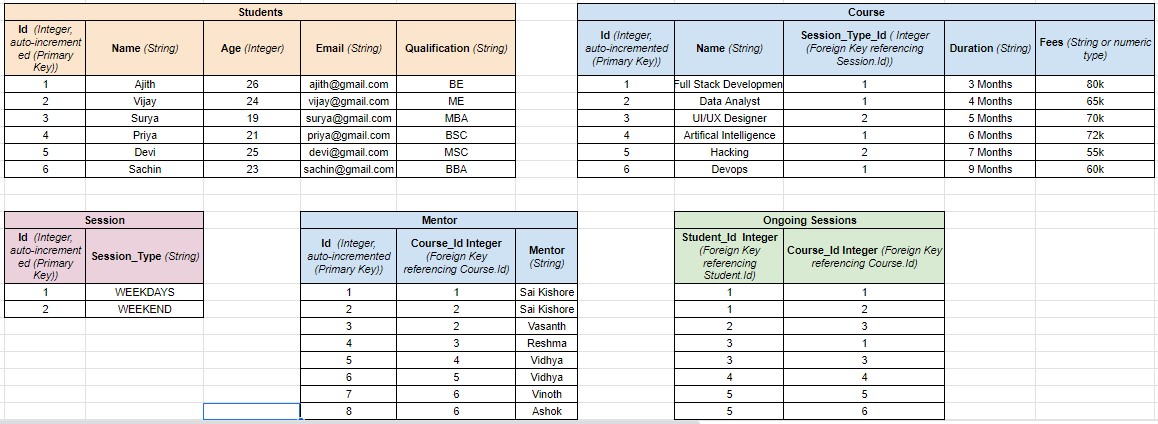 Students
Id (Integer, auto-increment ed (Primary Key)) Name (String) Age (Integer) Email (String) Qualification (String)
1 Ajith 26 ajith@gmail.com BE
2 Vijay 24 vijay@gmail.com ME
3 Surya 19 surya@gmail.com MBA
4 Priya 21 priya@gmail.com BSC
5 Devi 25 devi@gmail.com MSC
6 Sachin 23 sachin@gmail.com BBA
Course
Id (Integer, auto-incremented (Primary Key)) Name (String) Session_Type_Id ( Integer (Foreign Key referencing Session.Id)) Duration (String) Fees (String or numeric type)
1 Full Stack Developmen 1 3 Months 80k
2 Data Analyst 1 4 Months 65k
3 UI/UX Designer 2 5 Months 70k
4 Artifical Intelligence 1 6 Months 72k
5 Hacking 2 7 Months 55k
6 Devops 1 9 Months 60k
Session
Id (Integer, auto-increment ed (Primary Key)) Session_Type (String)
1 WEEKDAYS
2 WEEKEND
Mentor
Id (Integer, auto-incremented (Primary Key)) Course_Id Integer (Foreign Key referencing Course.Id) Mentor (String)
1 1 Sai Kishore
2 2 Sai Kishore
3 2 Vasanth
4 3 Reshma
5 4 Vidhya
6 5 Vidhya
7 6 Vinoth
8 6 Ashok
Ongoing Sessions
Student_Id Integer (Foreign Key referencing Student.Id) Course_Id Integer (Foreign Key referencing Course.Id)
1 1
1 2
2 3
3 1
3 3
4 4
5 5
5 6